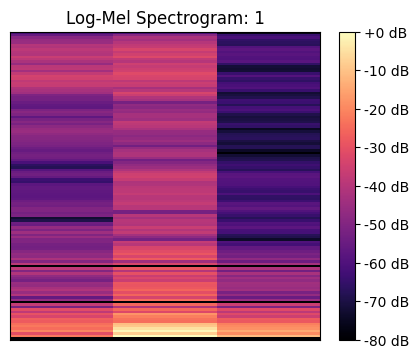 Log-Mel Spectrogram: 1
+0 dB
-10 dB
-20 dB
-30 dB
-40 dB
-50 dB
-60 dB
-70 dB
-80 dB